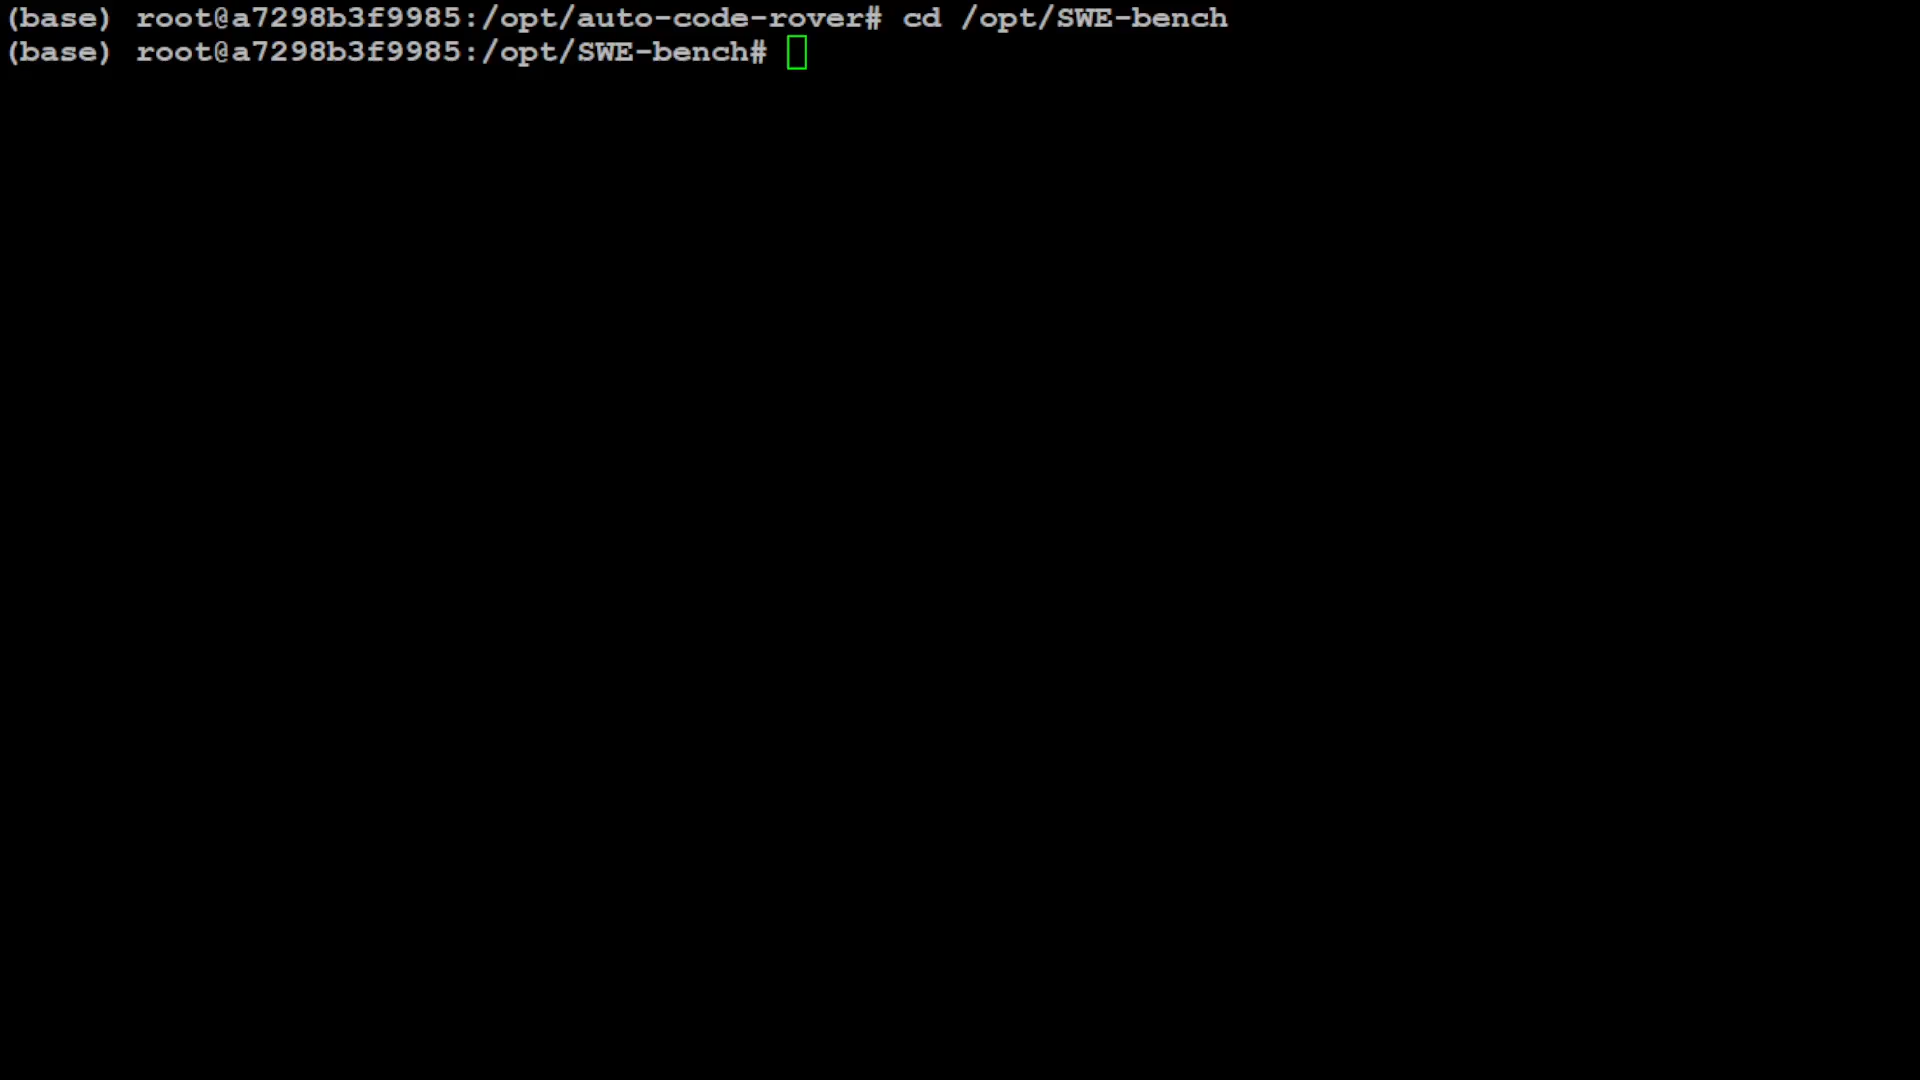 (base) root@a7298b3f9985:/opt/auto-code-rover# cd /opt/SWE-bench
(base) root@a7298b3f9985:/opt/SWE-bench#